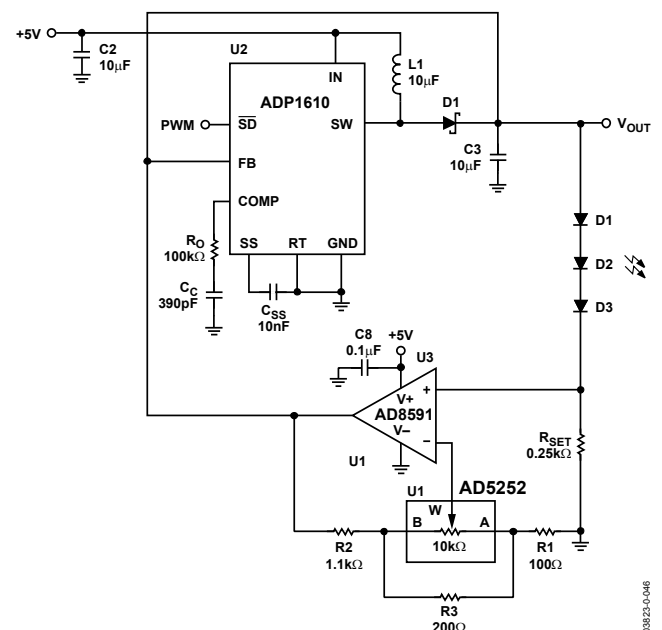 +5V
C2
10µF
U2
IN
L1
10µF
ADP1610
D1
PWM
SD
SW
VOUT
FB
C3
10µF
COMP
D1
RO
100kΩ
SS
RT
GND
D2
CC
390pF
CSS
10nF
D3
C8
0.1µF
+5V
U3
V+
+
AD8591
V–
–
RSET
0.25kΩ
U1
U1
AD5252
W
B
A
10kΩ
R2
1.1kΩ
R1
100Ω
R3
200Ω
03823-0-046